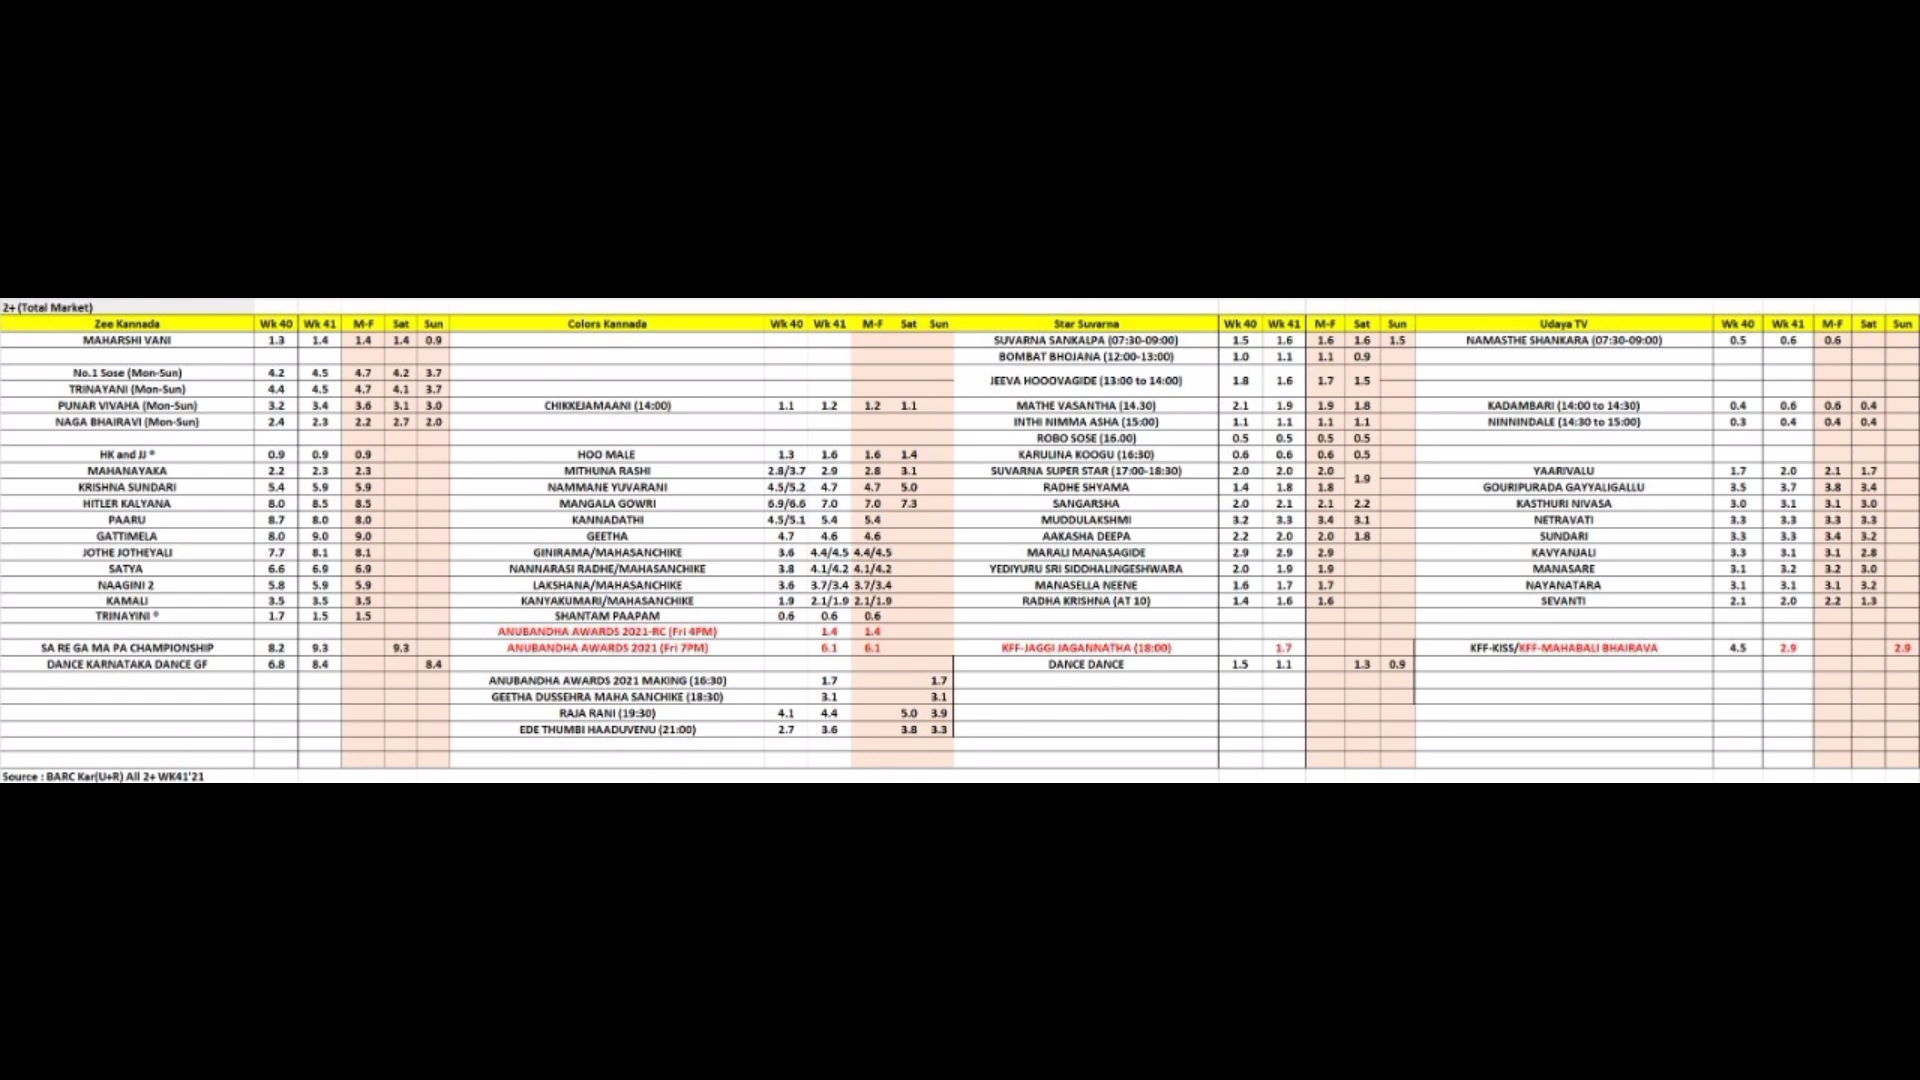 2+ (Total Market)
Zee Kannada Wk 40 Wk 41 M-F Sat Sun Colors Kannada Wk 40 Wk 41 M-F Sat Sun Star Suvarna Wk 40 Wk 41 M-F Sat Sun Udaya TV Wk 40 Wk 41 M-F Sat Sun
MAHARSHI VANI 1.3 1.4 1.4 1.4 0.9 SUVARNA SANKALPA (07:30-09:00) 1.5 1.6 1.6 1.6 1.5 NAMASTHE SHANKARA (07:30-09:00) 0.5 0.6 0.6
BOMBAT BHOJANA (12:00-13:00) 1.0 1.1 1.1 0.9
No.1 Sose (Mon-Sun) 4.2 4.5 4.7 4.2 3.7
JEEVA HOOOVAGIDE (13:00 to 14:00) 1.8 1.6 1.7 1.5
TRINAYANI (Mon-Sun) 4.4 4.5 4.7 4.1 3.7
PUNAR VIVAHA (Mon-Sun) 3.2 3.4 3.6 3.1 3.0 CHIKKEJAMAANI (14:00) 1.1 1.2 1.2 1.1 MATHE VASANTHA (14.30) 2.1 1.9 1.9 1.8 KADAMBARI (14:00 to 14:30) 0.4 0.6 0.6 0.4
NAGA BHAIRAVI (Mon-Sun) 2.4 2.3 2.2 2.7 2.0 INTHI NIMMA ASHA (15:00) 1.1 1.1 1.1 1.1 NINNINDALE (14:30 to 15:00) 0.3 0.4 0.4 0.4
ROBO SOSE (16.00) 0.5 0.5 0.5 0.5
HK and JJ * 0.9 0.9 0.9 HOO MALE 1.3 1.6 1.6 1.4 KARULINA KOOGU (16:30) 0.6 0.6 0.6 0.5
MAHANAYAKA 2.2 2.3 2.3 MITHUNA RASHI 2.8/3.7 2.9 2.8 3.1 SUVARNA SUPER STAR (17:00-18:30) 2.0 2.0 2.0 1.9 YAARIVALU 1.7 2.0 2.1 1.7
KRISHNA SUNDARI 5.4 5.9 5.9 NAMMANE YUVARANI 4.5/5.2 4.7 4.7 5.0 RADHE SHYAMA 1.4 1.8 1.8 GOURIPURADA GAYYALIGALLU 3.5 3.7 3.8 3.4
HITLER KALYANA 8.0 8.5 8.5 MANGALA GOWRI 6.9/6.6 7.0 7.0 7.3 SANGARSHA 2.0 2.1 2.1 2.2 KASTHURI NIVASA 3.0 3.1 3.1 3.0
PAARU 8.7 8.0 8.0 KANNADATHI 4.5/5.1 5.4 5.4 MUDDULAKSHMI 3.2 3.3 3.4 3.1 NETRAVATI 3.3 3.3 3.3 3.3
GATTIMELA 8.0 9.0 9.0 GEETHA 4.7 4.6 4.6 AAKASHA DEEPA 2.2 2.0 2.0 1.8 SUNDARI 3.3 3.3 3.4 3.2
JOTHE JOTHEYALI 7.7 8.1 8.1 GINIRAMA/MAHASANCHIKE 3.6 4.4/4.5 4.4/4.5 MARALI MANASAGIDE 2.9 2.9 2.9 KAVYANJALI 3.3 3.1 3.1 2.8
SATYA 6.6 6.9 6.9 NANNARASI RADHE/MAHASANCHIKE 3.8 4.1/4.2 4.1/4.2 YEDIYURU SRI SIDDHALINGESHWARA 2.0 1.9 1.9 MANASARE 3.1 3.2 3.2 3.0
NAAGINI 2 5.8 5.9 5.9 LAKSHANA/MAHASANCHIKE 3.6 3.7/3.4 3.7/3.4 MANASELLA NEENE 1.6 1.7 1.7 NAYANATARA 3.1 3.1 3.1 3.2
KAMALI 3.5 3.5 3.5 KANYAKUMARI/MAHASANCHIKE 1.9 2.1/1.9 2.1/1.9 RADHA KRISHNA (AT 10) 1.4 1.6 1.6 SEVANTI 2.1 2.0 2.2 1.3
TRINAYINI * 1.7 1.5 1.5 SHANTAM PAAPAM 0.6 0.6 0.6
ANUBANDHA AWARDS 2021-RC (Fri 4PM) 1.4 1.4
SA RE GA MA PA CHAMPIONSHIP 8.2 9.3 9.3 ANUBANDHA AWARDS 2021 (Fri 7PM) 6.1 6.1 KFF-JAGGI JAGANNATHA (18:00) 1.7 KFF-KISS/KFF-MAHABALI BHAIRAVA 4.5 2.9 2.9
DANCE KARNATAKA DANCE GF 6.8 8.4 8.4 DANCE DANCE 1.5 1.1 1.3 0.9
ANUBANDHA AWARDS 2021 MAKING (16:30) 1.7 1.7
GEETHA DUSSEHRA MAHA SANCHIKE (18:30) 3.1 3.1
RAJA RANI (19:30) 4.1 4.4 5.0 3.9
EDE THUMBI HAADUVENU (21:00) 2.7 3.6 3.8 3.3
Source : BARC Kar(U+R) All 2+ WK41'21